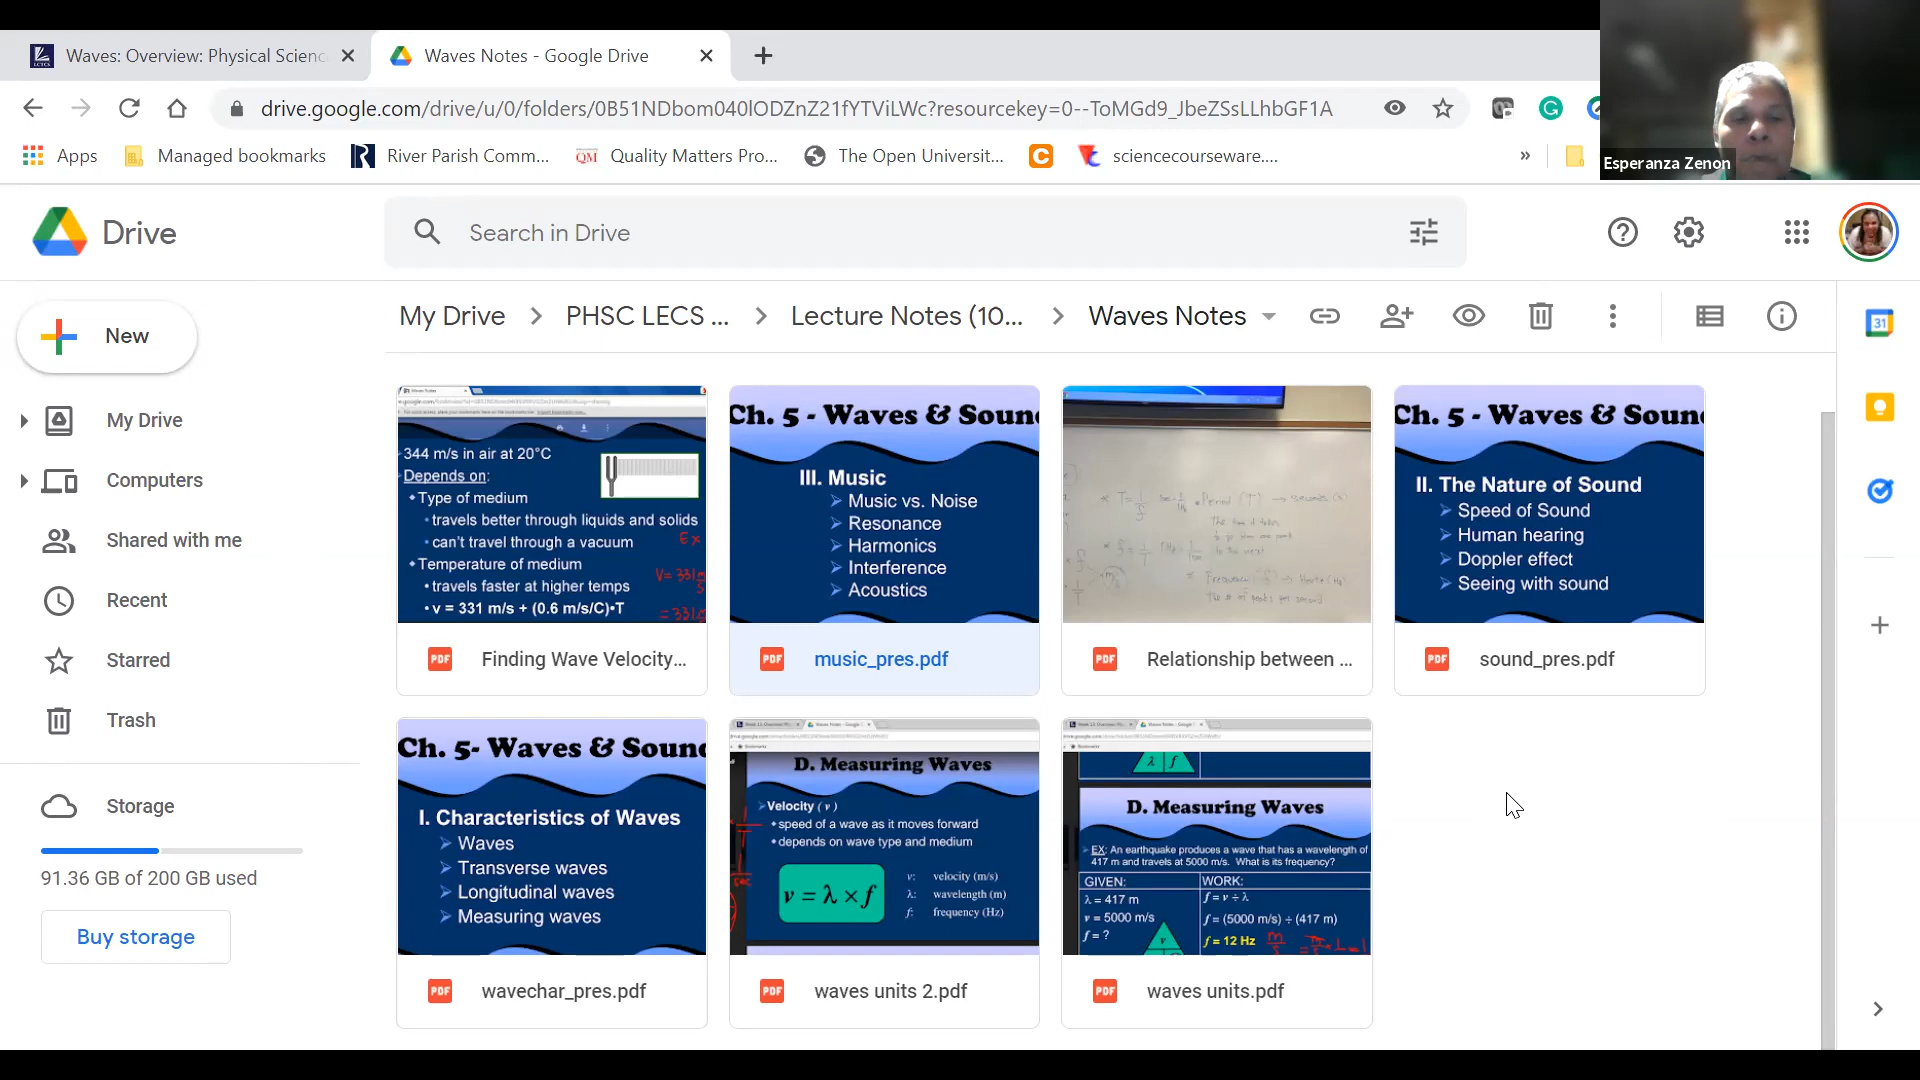 Waves: Overview: Physical Scienc
Waves Notes - Google Drive
drive.google.com/drive/u/0/folders/0B51NDbom040lODZnZ21fYTViLWc?resourcekey=0--ToMGd9_JbeZSsLLhbGF1A
Apps
Managed bookmarks
River Parish Comm...
QM
Quality Matters Pro...
The Open Universit...
sciencecourseware....
»
Esperanza Zenon
Drive
Search in Drive
New
My Drive
PHSC LECS ...
Lecture Notes (10...
Waves Notes
31
My Drive
Computers
Shared with me
Recent
Starred
Trash
Storage
91.36 GB of 200 GB used
Buy storage
344 m/s in air at 20°C
Depends on:
Type of medium
travels better through liquids and solids
can't travel through a vacuum
Ex
Temperature of medium
travels faster at higher temps
v = 331 m/s + (0.6 m/s/C)•T
PDF
Finding Wave Velocity...
Ch. 5 - Waves & Soun
III. Music
Music vs. Noise
Resonance
Harmonics
Interference
Acoustics
PDF
music_pres.pdf
PDF
Relationship between ...
Ch. 5 - Waves & Soun
II. The Nature of Sound
Speed of Sound
Human hearing
Doppler effect
Seeing with sound
PDF
sound_pres.pdf
Ch. 5- Waves & Soun
I. Characteristics of Waves
Waves
Transverse waves
Longitudinal waves
Measuring waves
PDF
wavechar_pres.pdf
D. Measuring Waves
Velocity ( v )
speed of a wave as it moves forward
depends on wave type and medium
v = λ × f
v: velocity (m/s)
λ: wavelength (m)
f: frequency (Hz)
PDF
waves units 2.pdf
λ f
D. Measuring Waves
EX: An earthquake produces a wave that has a wavelength of
417 m and travels at 5000 m/s. What is its frequency?
GIVEN:
λ = 417 m
v = 5000 m/s
f = ?
WORK:
f = v ÷ λ
f = (5000 m/s) ÷ (417 m)
f = 12 Hz
v
PDF
waves units.pdf